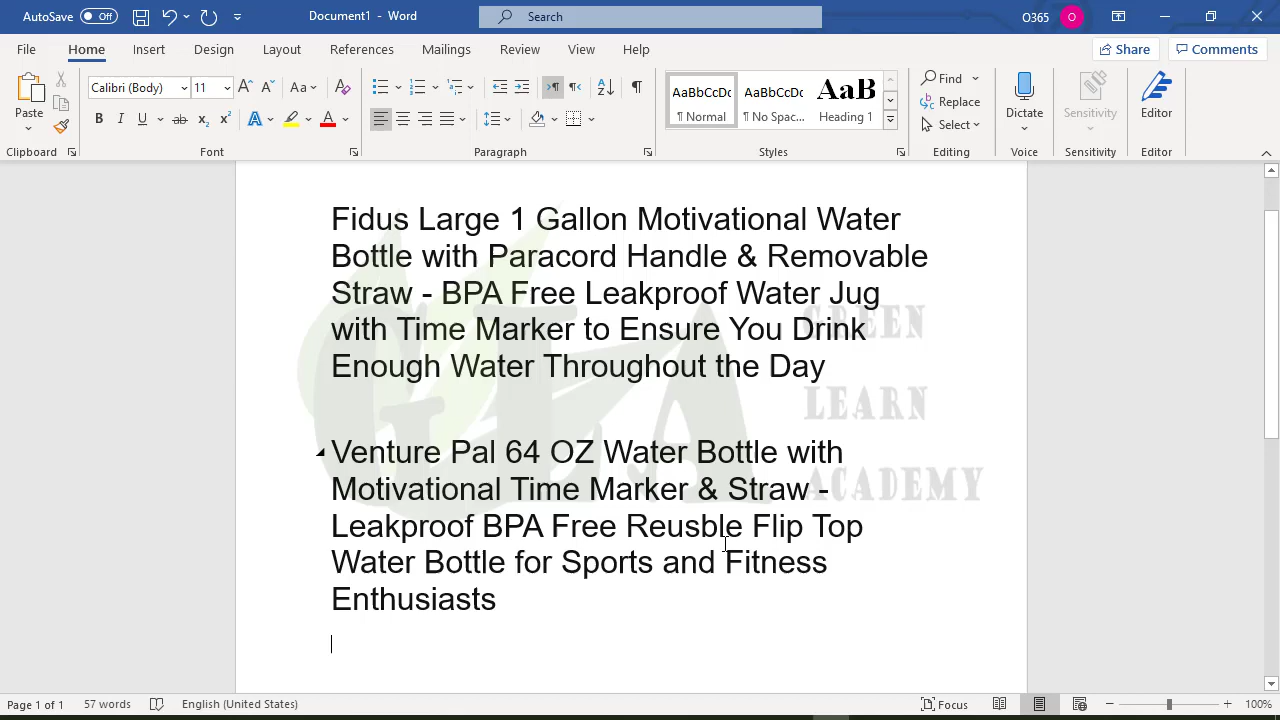 AutoSave Off Document1 - Word Search O365 O
File Home Insert Design Layout References Mailings Review View Help Share Comments
Paste Calibri (Body) 11 Aa AaBbCcDc AaBbCcDc AaB Find Replace Select Dictate Sensitivity Editor
¶ Normal ¶ No Spac... Heading 1
Clipboard Font Paragraph Styles Editing Voice Sensitivity Editor
Fidus Large 1 Gallon Motivational Water
Bottle with Paracord Handle & Removable
Straw - BPA Free Leakproof Water Jug
with Time Marker to Ensure You Drink
Enough Water Throughout the Day
GLA
GREEN
LEARN
ACADEMY
Venture Pal 64 OZ Water Bottle with
Motivational Time Marker & Straw -
Leakproof BPA Free Reusble Flip Top
Water Bottle for Sports and Fitness
Enthusiasts
Page 1 of 1 57 words English (United States) Focus 100%